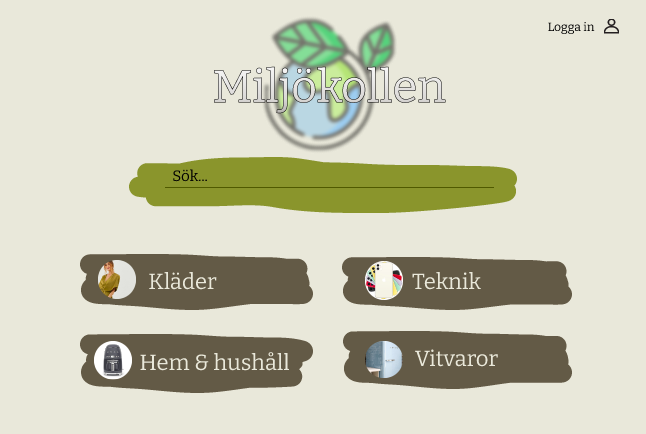 Logga in
Miljökollen
Sök...
Kläder
Teknik
Hem & hushåll
Vitvaror